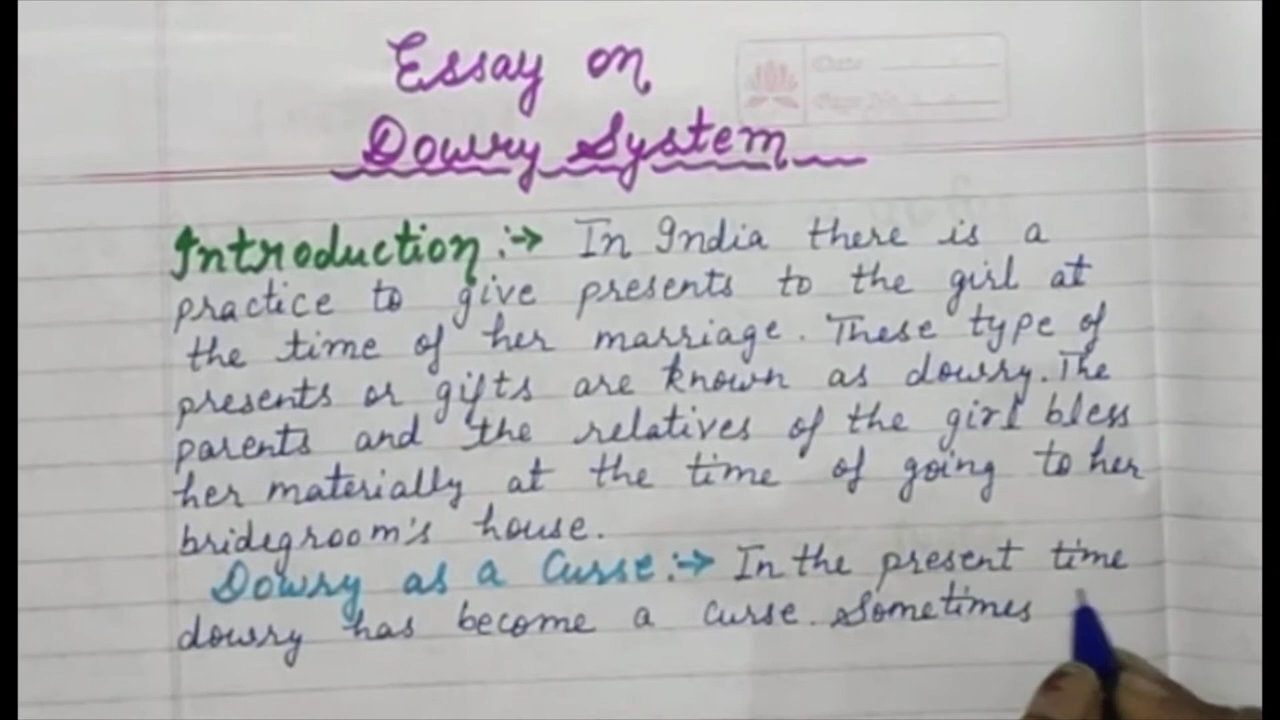 Essay on
Dowry System
Date
Page No.
Introduction :→ In India there is a
practice to give presents to the girl at
the time of her marriage. These type of
presents or gifts are known as dowry. The
parents and the relatives of the girl bless
her materially at the time of going to her
bridegroom's house.
Dowry as a Curse :→ In the present time
dowry has become a curse. Sometimes